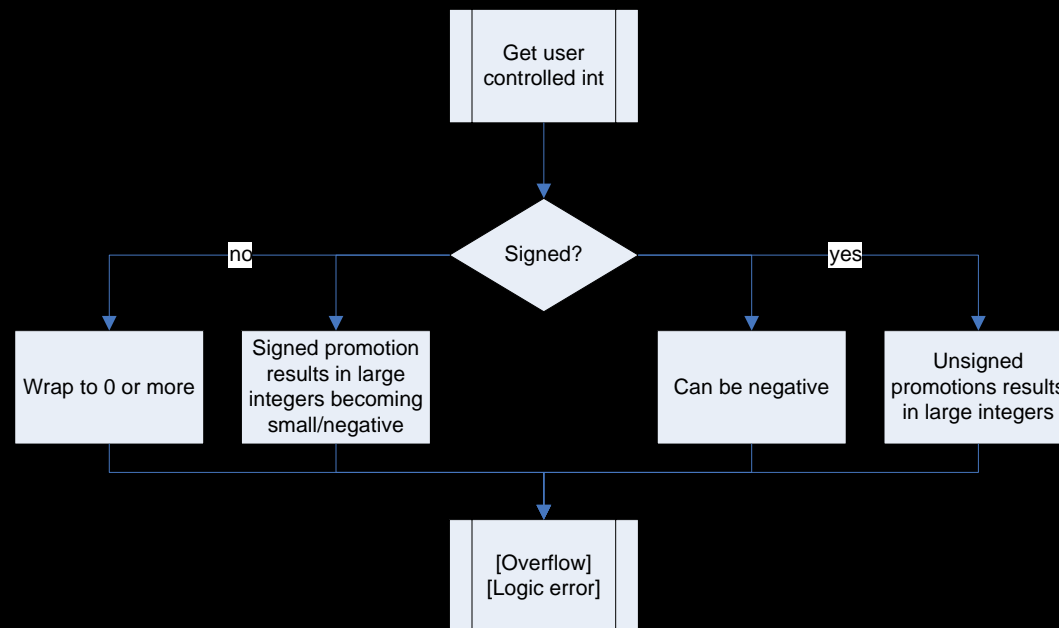 Get user
controlled int
Signed?
no
yes
Wrap to 0 or more
Signed promotion
results in large
integers becoming
small/negative
Can be negative
Unsigned
promotions results
in large integers
[Overflow]
[Logic error]